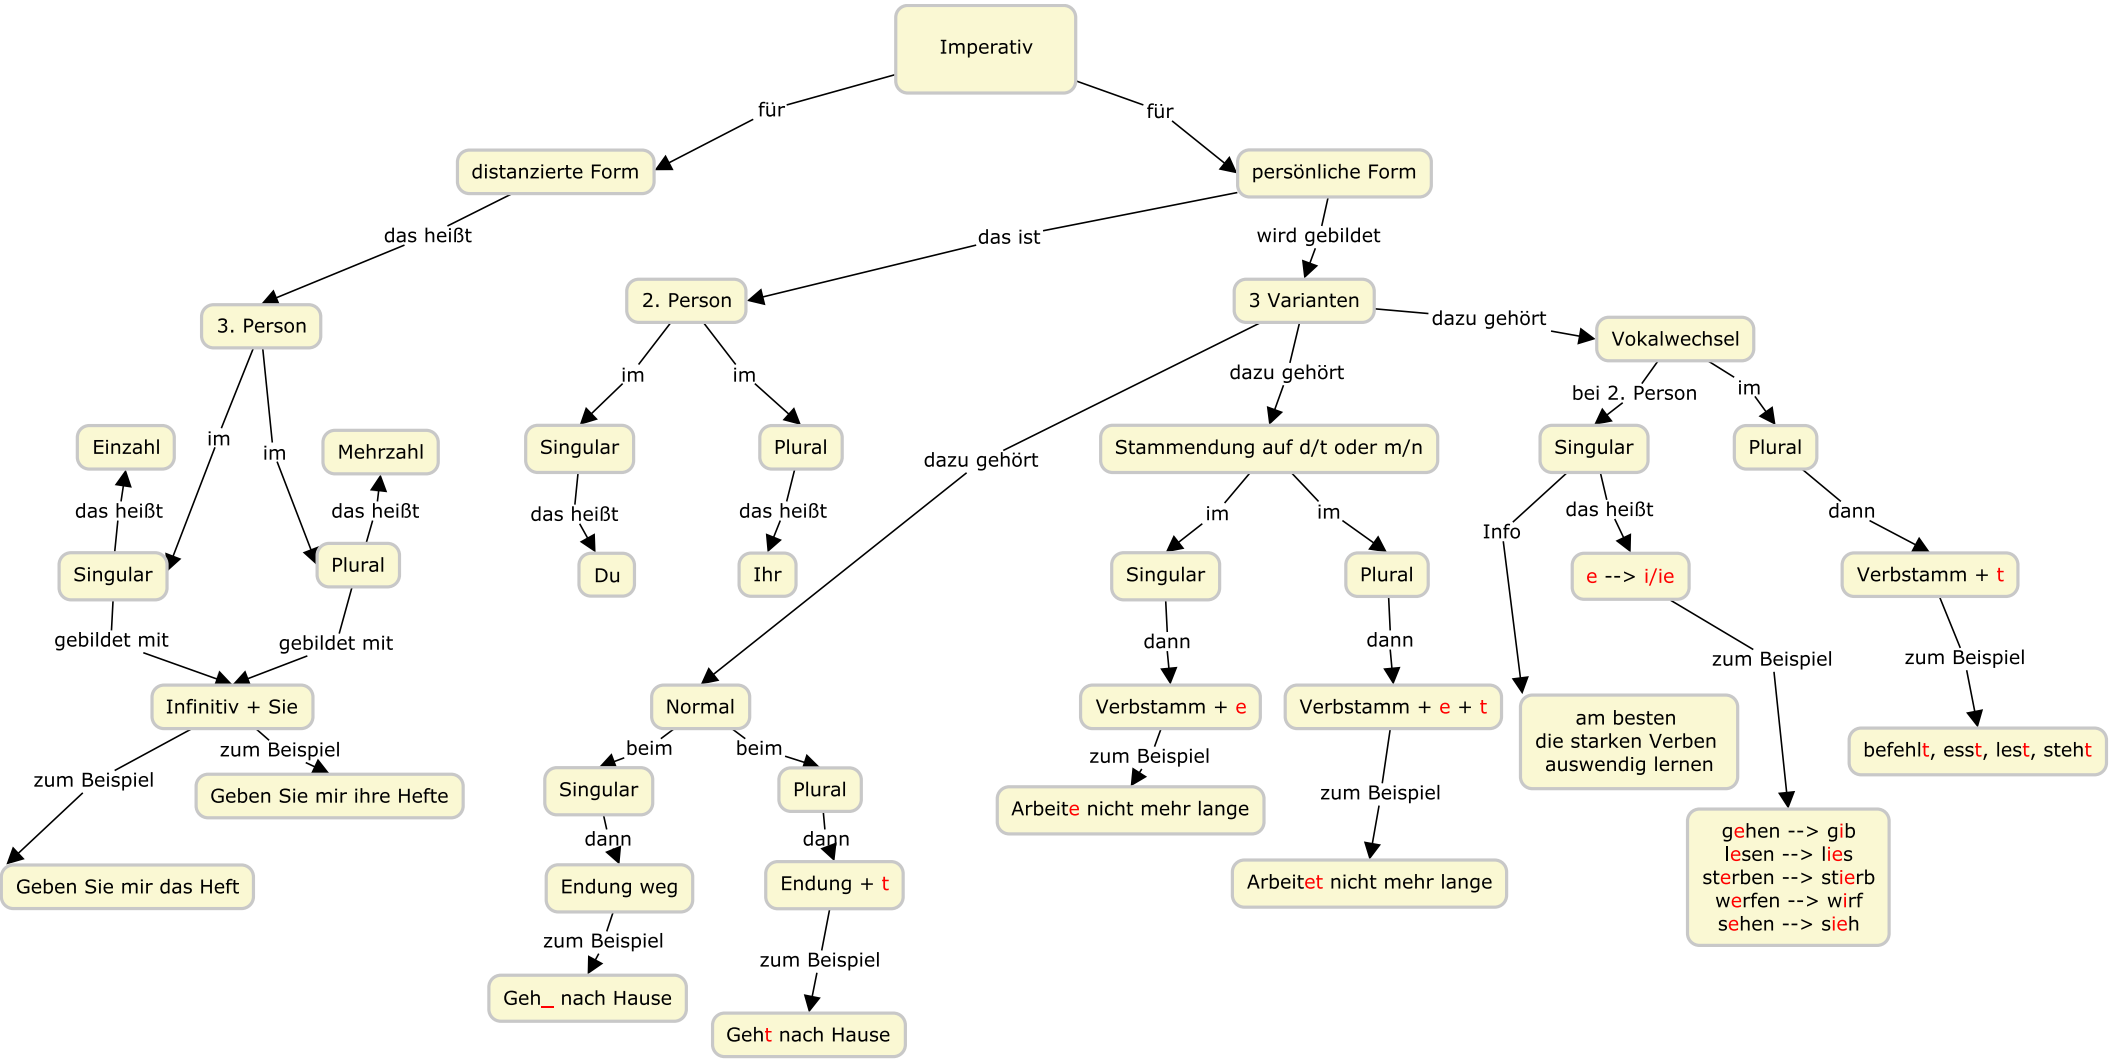 Imperativ
für
für
distanzierte Form
persönliche Form
das heißt
das ist
wird gebildet
3. Person
2. Person
3 Varianten
dazu gehört
Vokalwechsel
im
im
dazu gehört
bei 2. Person
im
Einzahl
im
im
Mehrzahl
Singular
Plural
dazu gehört
Stammendung auf d/t oder m/n
Singular
Plural
das heißt
das heißt
das heißt
das heißt
im
im
Info
das heißt
dann
Singular
Plural
Du
Ihr
Singular
Plural
e --> i/ie
Verbstamm + t
gebildet mit
gebildet mit
dann
dann
zum Beispiel
zum Beispiel
Infinitiv + Sie
Normal
Verbstamm + e
Verbstamm + e + t
am besten
die starken Verben
auswendig lernen
befehlt, esst, lest, steht
zum Beispiel
zum Beispiel
beim
beim
zum Beispiel
zum Beispiel
Geben Sie mir ihre Hefte
Singular
Plural
Arbeite nicht mehr lange
gehen --> gib
lesen --> lies
sterben --> stierb
werfen --> wirf
sehen --> sieh
dann
dann
Geben Sie mir das Heft
Endung weg
Endung + t
Arbeitet nicht mehr lange
zum Beispiel
zum Beispiel
Geh_ nach Hause
Geht nach Hause